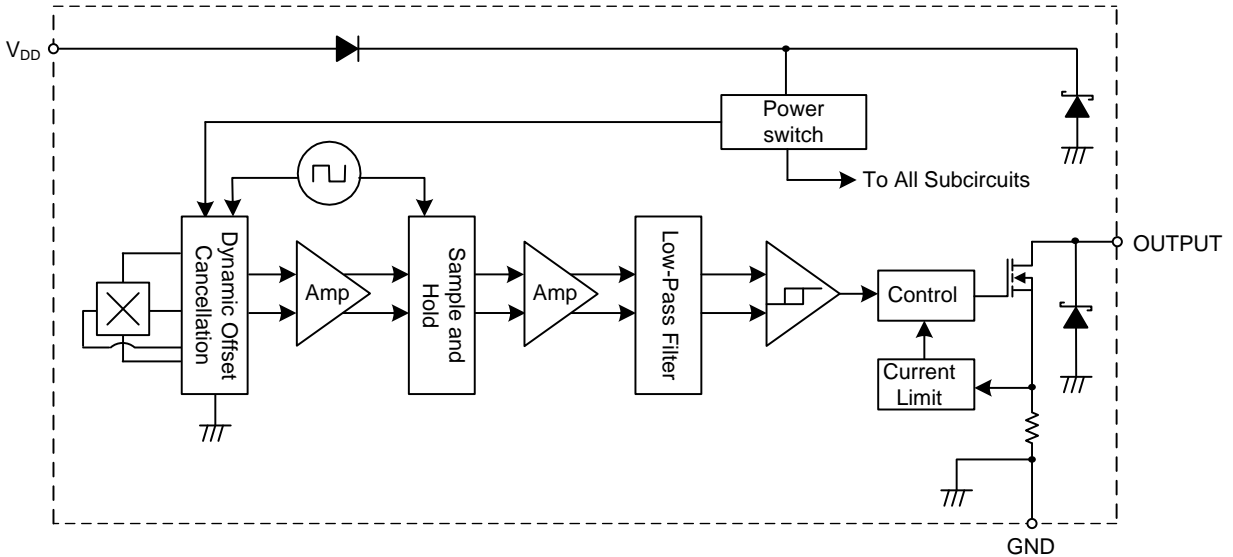 V_DD
Power
switch
To All Subcircuits
Dynamic Offset
Cancellation
Amp
Sample and
Hold
Amp
Low-Pass Filter
Control
Current
Limit
OUTPUT
GND